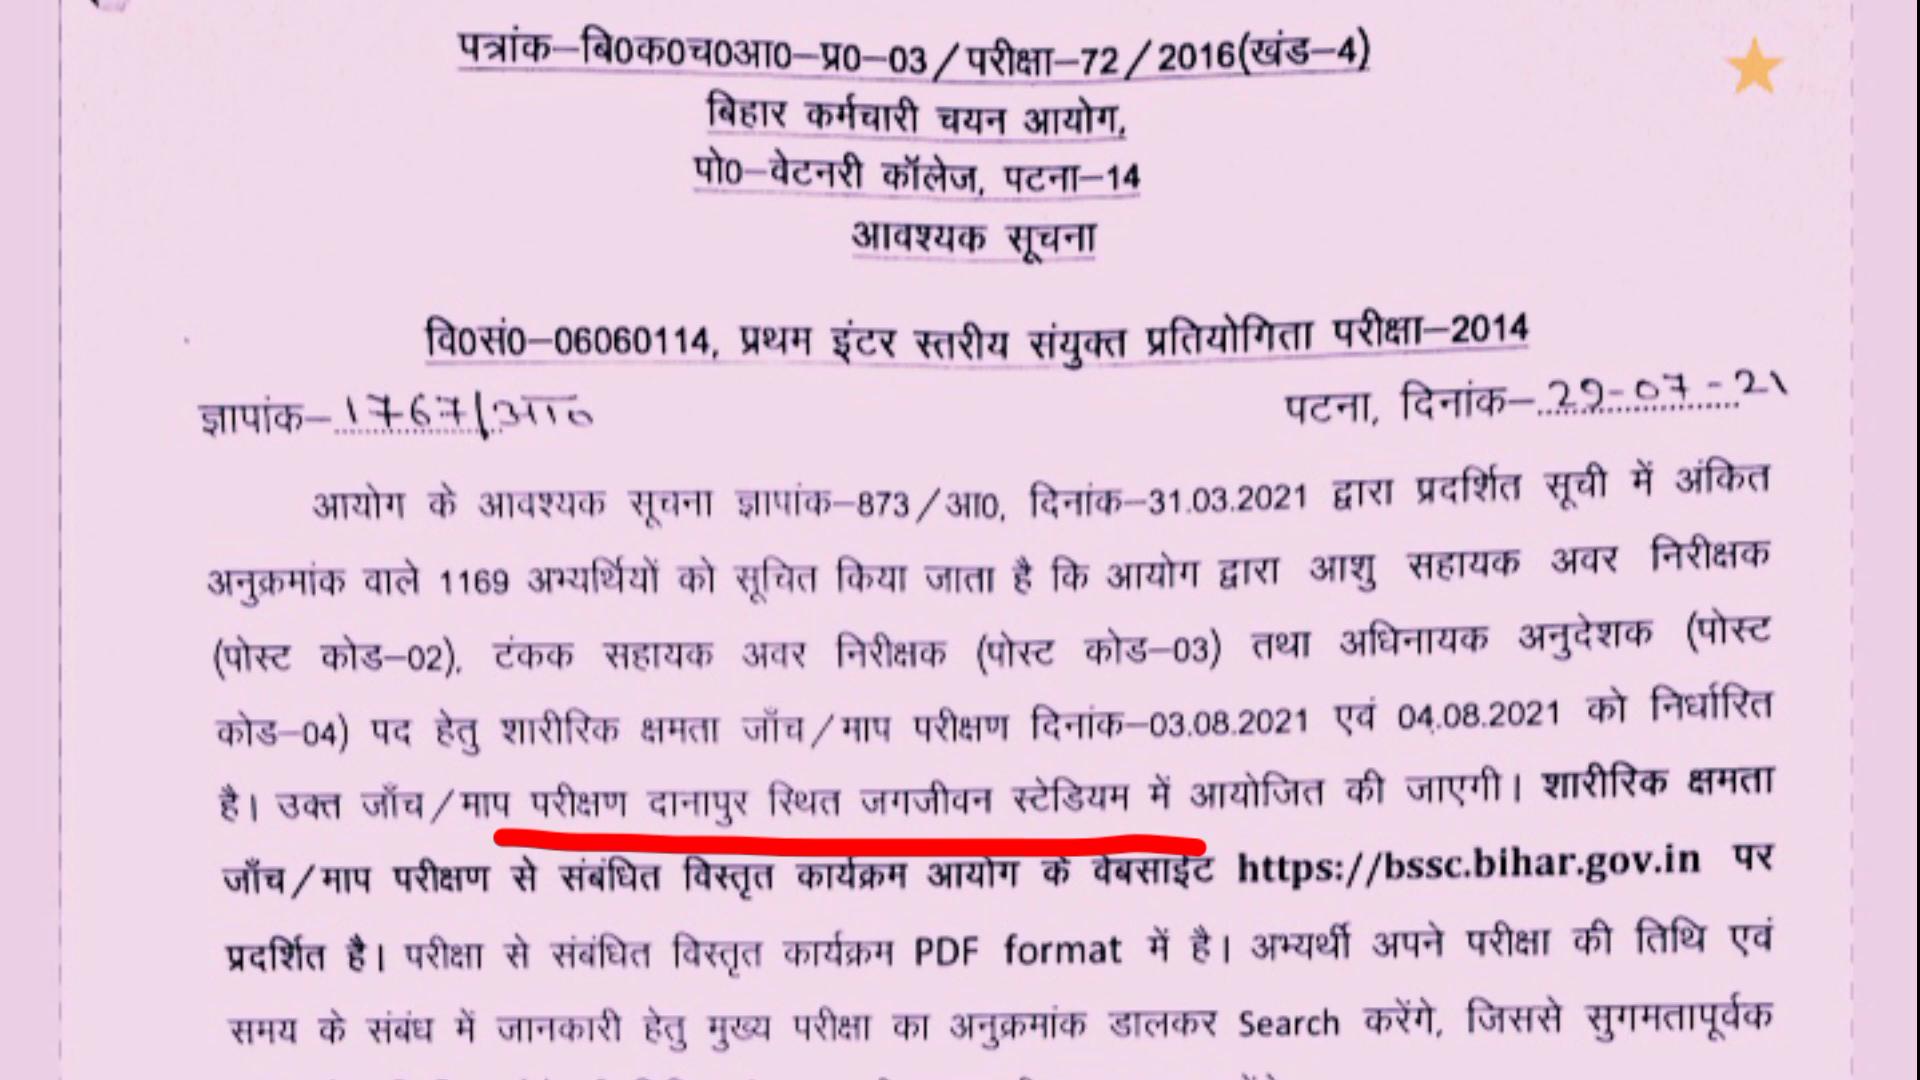 पत्रांक–बि0क0च0आ0–प्र0–03/परीक्षा–72/2016(खंड–4)
बिहार कर्मचारी चयन आयोग,
पो0–वेटनरी कॉलेज, पटना–14
आवश्यक सूचना
वि0सं0–06060114, प्रथम इंटर स्तरीय संयुक्त प्रतियोगिता परीक्षा–2014
ज्ञापांक–1767/आ0 पटना, दिनांक–29-07-21
आयोग के आवश्यक सूचना ज्ञापांक–873/आ0, दिनांक–31.03.2021 द्वारा प्रदर्शित सूची में अंकित
अनुक्रमांक वाले 1169 अभ्यर्थियों को सूचित किया जाता है कि आयोग द्वारा आशु सहायक अवर निरीक्षक
(पोस्ट कोड–02), टंकक सहायक अवर निरीक्षक (पोस्ट कोड–03) तथा अधिनायक अनुदेशक (पोस्ट
कोड–04) पद हेतु शारीरिक क्षमता जाँच/माप परीक्षण दिनांक–03.08.2021 एवं 04.08.2021 को निर्धारित
है। उक्त जाँच/माप परीक्षण दानापुर स्थित जगजीवन स्टेडियम में आयोजित की जाएगी। शारीरिक क्षमता
जाँच/माप परीक्षण से संबंधित विस्तृत कार्यक्रम आयोग के वेबसाईट https://bssc.bihar.gov.in पर
प्रदर्शित है। परीक्षा से संबंधित विस्तृत कार्यक्रम PDF format में है। अभ्यर्थी अपने परीक्षा की तिथि एवं
समय के संबंध में जानकारी हेतु मुख्य परीक्षा का अनुक्रमांक डालकर Search करेंगे, जिससे सुगमतापूर्वक